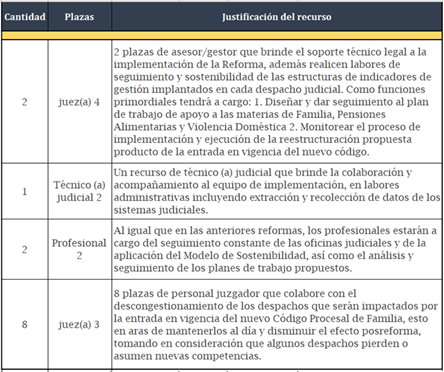 Cantidad Plazas Justificación del recurso
2 plazas de asesor/gestor que brinde el soporte técnico legal a la
implementación de la Reforma, además realicen labores de
seguimiento y sostenibilidad de las estructuras de indicadores de
gestión implantados en cada despacho judicial. Como funciones
2 juez(a) 4 primordiales tendrá a cargo: 1. Diseñar y dar seguimiento al plan
de trabajo de apoyo a las materias de Familia, Pensiones
Alimentarias y Violencia Doméstica 2. Monitorear el proceso de
implementación y ejecución de la reestructuración propuesta
producto de la entrada en vigencia del nuevo código.
Un recurso de técnico (a) judicial que brinde la colaboración y
1 Técnico (a) acompañamiento al equipo de implementación, en labores
judicial 2 administrativas incluyendo extracción y recolección de datos de los
sistemas judiciales.
Al igual que en las anteriores reformas, los profesionales estarán a
2 Profesional cargo del seguimiento constante de las oficinas judiciales y de la
2 aplicación del Modelo de Sostenibilidad, así como el análisis y
seguimiento de los planes de trabajo propuestos.
8 plazas de personal juzgador que colabore con el
descongestionamiento de los despachos que serán impactados por
8 juez(a) 3 la entrada en vigencia del nuevo Código Procesal de Familia, esto
en aras de mantenerlos al día y disminuir el efecto posreforma,
tomando en consideración que algunos despachos pierden o
asumen nuevas competencias.